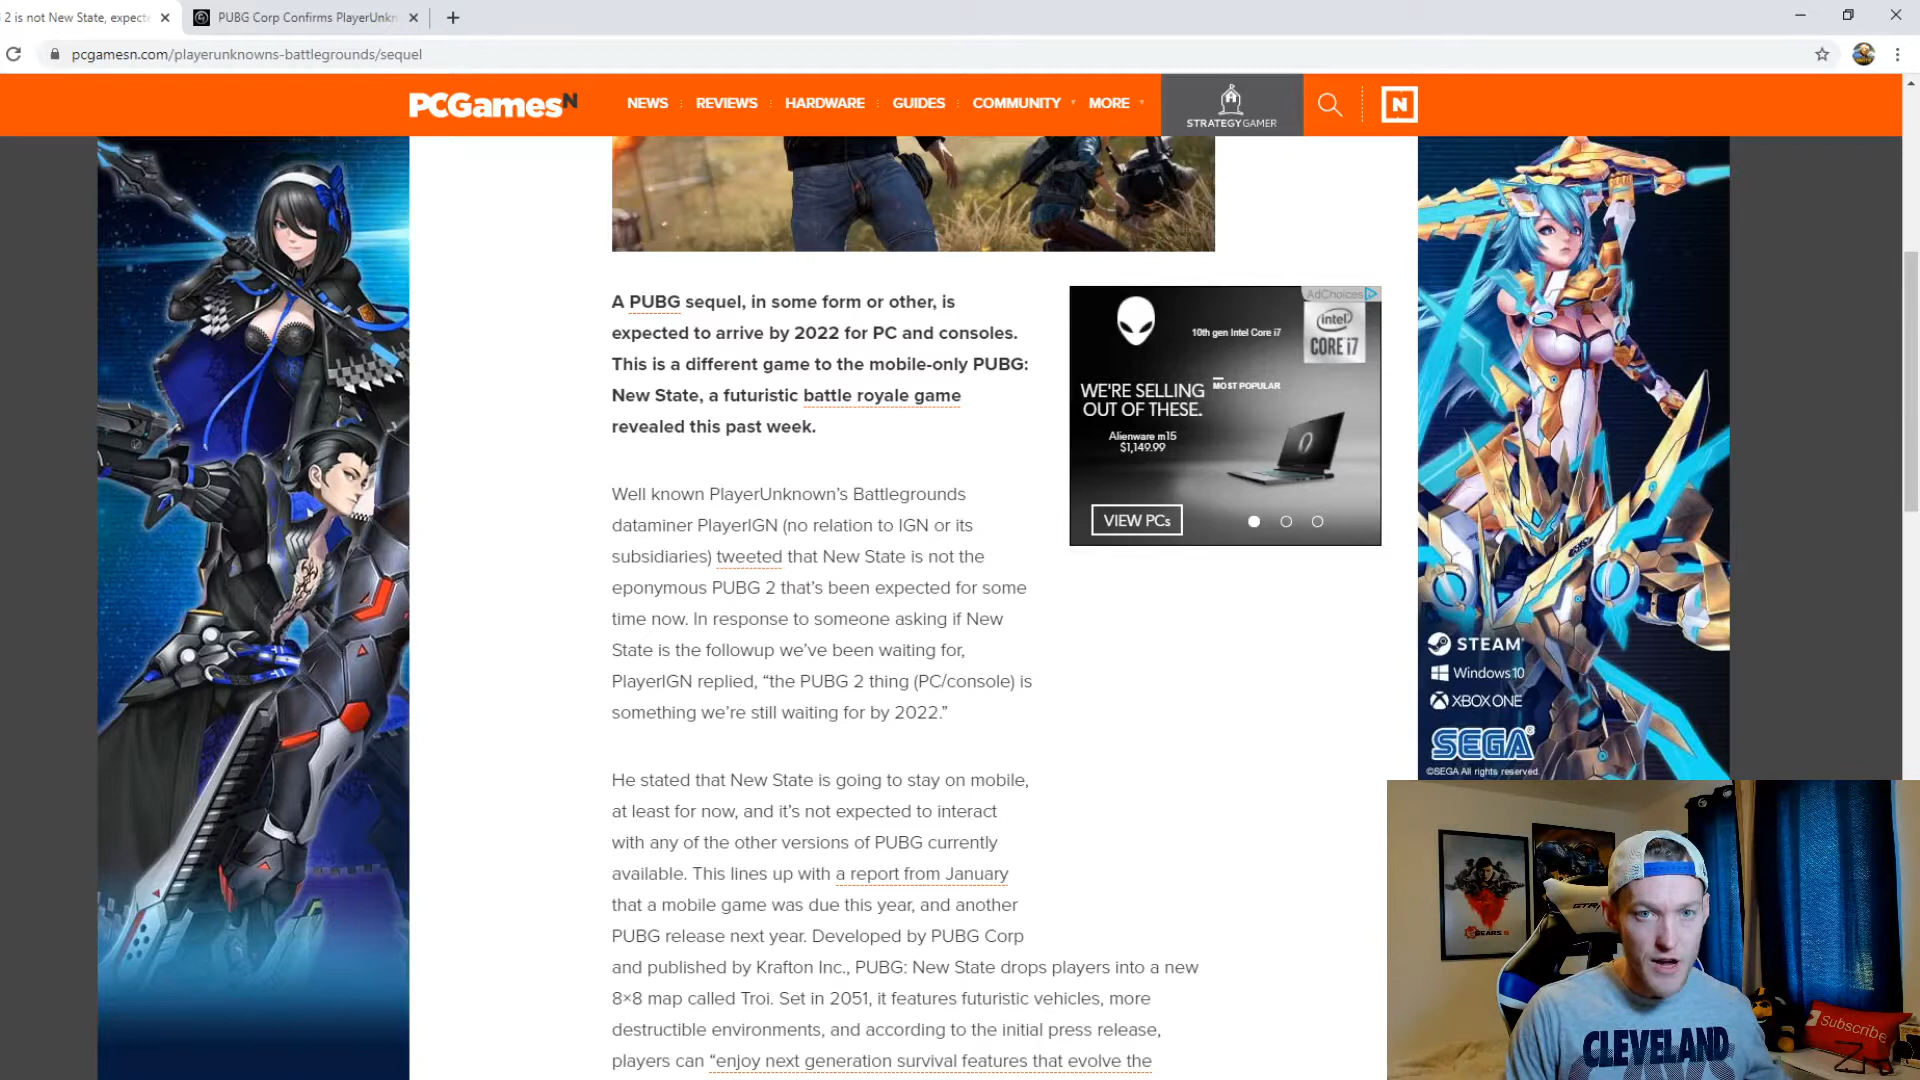 2 is not New State, expecte
PUBG Corp Confirms PlayerUnkn
pcgamesn.com/playerunknowns-battlegrounds/sequel
PCGamesN
NEWS
REVIEWS
HARDWARE
GUIDES
COMMUNITY
MORE
STRATEGYGAMER
N
A PUBG sequel, in some form or other, is
expected to arrive by 2022 for PC and consoles.
This is a different game to the mobile-only PUBG:
New State, a futuristic battle royale game
revealed this past week.
AdChoices
10th gen Intel Core i7
intel
CORE i7
WE'RE SELLING
OUT OF THESE.
MOST POPULAR
Alienware m15
$1,149.99
VIEW PCs
Well known PlayerUnknown's Battlegrounds
dataminer PlayerIGN (no relation to IGN or its
subsidiaries) tweeted that New State is not the
eponymous PUBG 2 that's been expected for some
time now. In response to someone asking if New
State is the followup we've been waiting for,
PlayerIGN replied, “the PUBG 2 thing (PC/console) is
something we're still waiting for by 2022.”
He stated that New State is going to stay on mobile,
at least for now, and it's not expected to interact
with any of the other versions of PUBG currently
available. This lines up with a report from January
that a mobile game was due this year, and another
PUBG release next year. Developed by PUBG Corp
and published by Krafton Inc., PUBG: New State drops players into a new
8×8 map called Troi. Set in 2051, it features futuristic vehicles, more
destructible environments, and according to the initial press release,
players can “enjoy next generation survival features that evolve the
STEAM
Windows10
XBOX ONE
SEGA
©SEGA All rights reserved.
GEARS 5
GTR
Subscribe
CLEVELAND